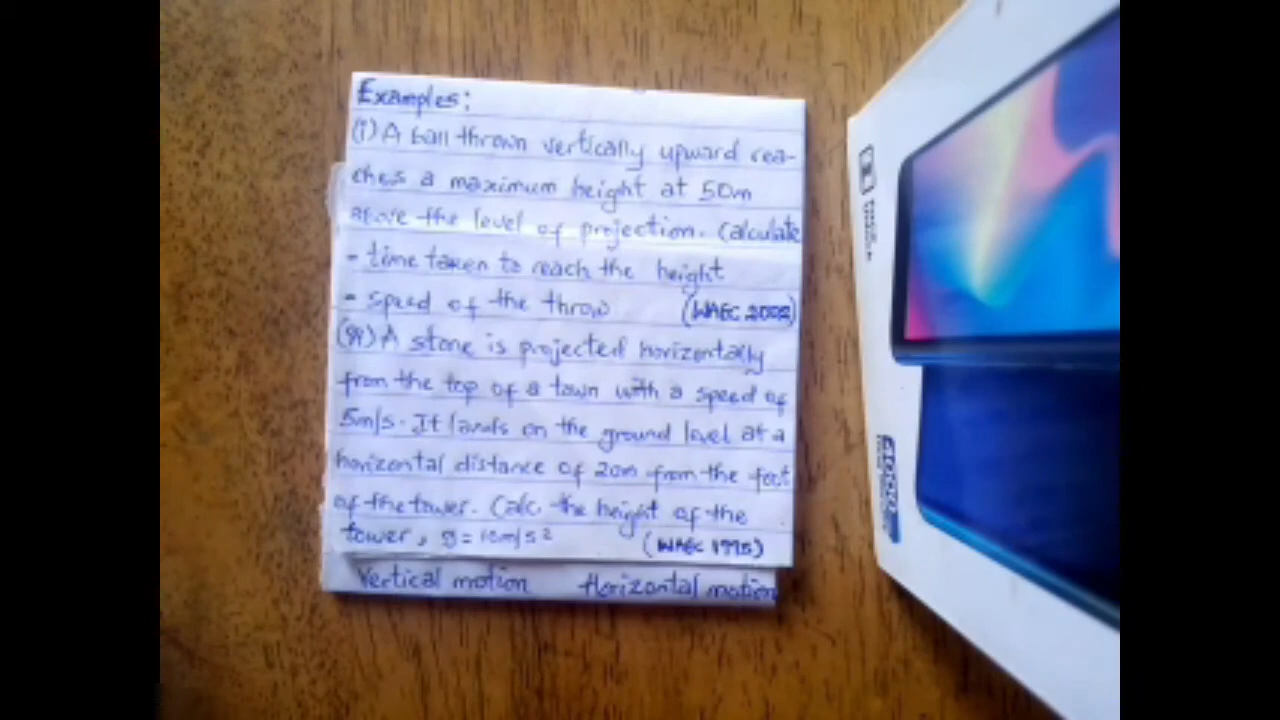 Examples:
(i) A ball thrown vertically upward rea-
ches a maximum height at 50m
above the level of projection. Calculate
- time taken to reach the height
- speed of the throw (WAEC 2002)
A stone is projected horizontally
from the top of a town with a speed of
5m/s. It lands on the ground level at a
horizontal distance of 20m from the foot
of the tower. Calc. the height of the
tower, g = 10m/s² (WAEC 1995)
Vertical motion Horizontal motion